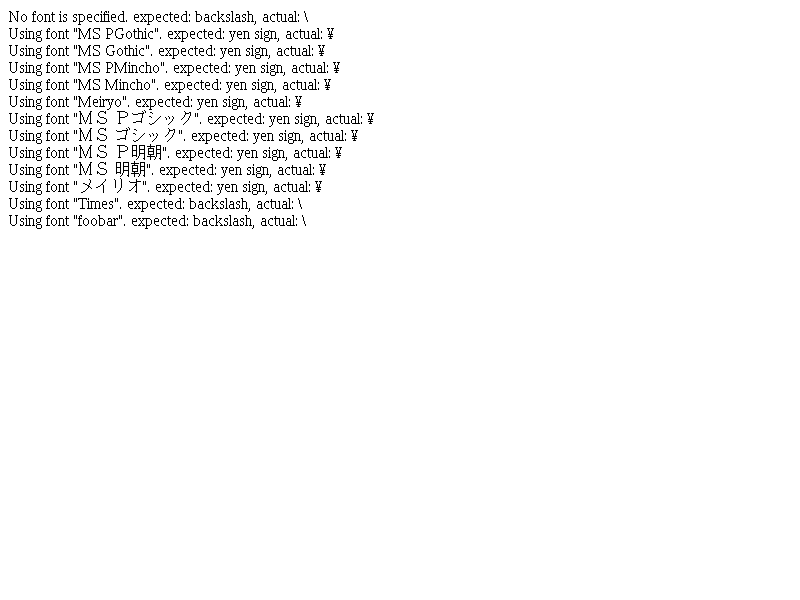 No font is specified. expected: backslash, actual: \
Using font "MS PGothic". expected: yen sign, actual: ¥
Using font "MS Gothic". expected: yen sign, actual: ¥
Using font "MS PMincho". expected: yen sign, actual: ¥
Using font "MS Mincho". expected: yen sign, actual: ¥
Using font "Meiryo". expected: yen sign, actual: ¥
Using font "ＭＳ Ｐゴシック". expected: yen sign, actual: ¥
Using font "ＭＳ ゴシック". expected: yen sign, actual: ¥
Using font "ＭＳ Ｐ明朝". expected: yen sign, actual: ¥
Using font "ＭＳ 明朝". expected: yen sign, actual: ¥
Using font "メイリオ". expected: yen sign, actual: ¥
Using font "Times". expected: backslash, actual: \
Using font "foobar". expected: backslash, actual: \